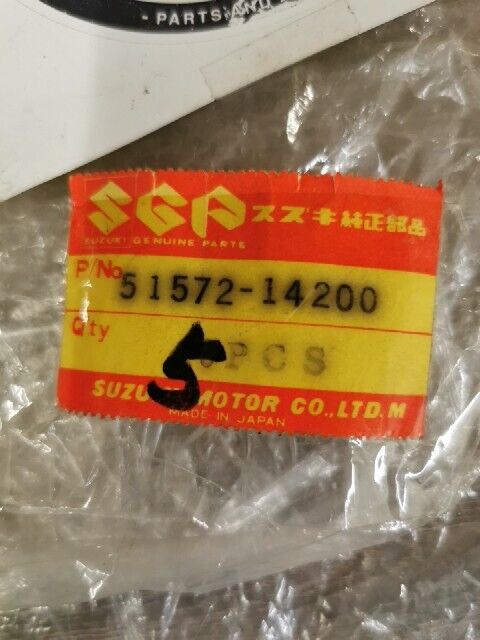 -PARTS AND
SGP スズキ純正部品
SUZUKI GENUINE PARTS
P/No. 51572-14200
Qty 5 PCS
MOTOR CO.,LTD.M
MADE IN JAPAN